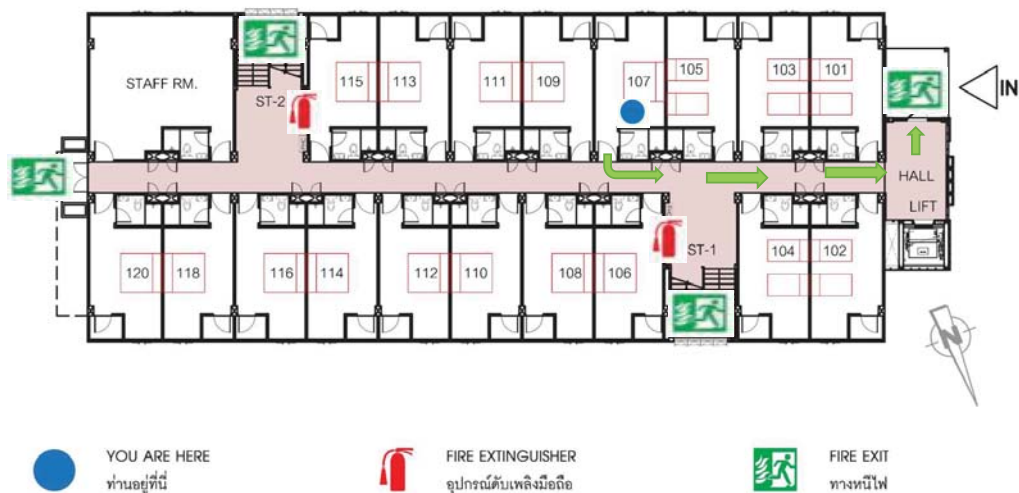 115
113
111
109
107
105
103
101
STAFF RM.
ST-2
IN
HALL
LIFT
ST-1
120
118
116
114
112
110
108
106
104
102
N
YOU ARE HERE
ท่านอยู่ที่นี่
FIRE EXTINGUISHER
อุปกรณ์ดับเพลิงมือถือ
FIRE EXIT
ทางหนีไฟ